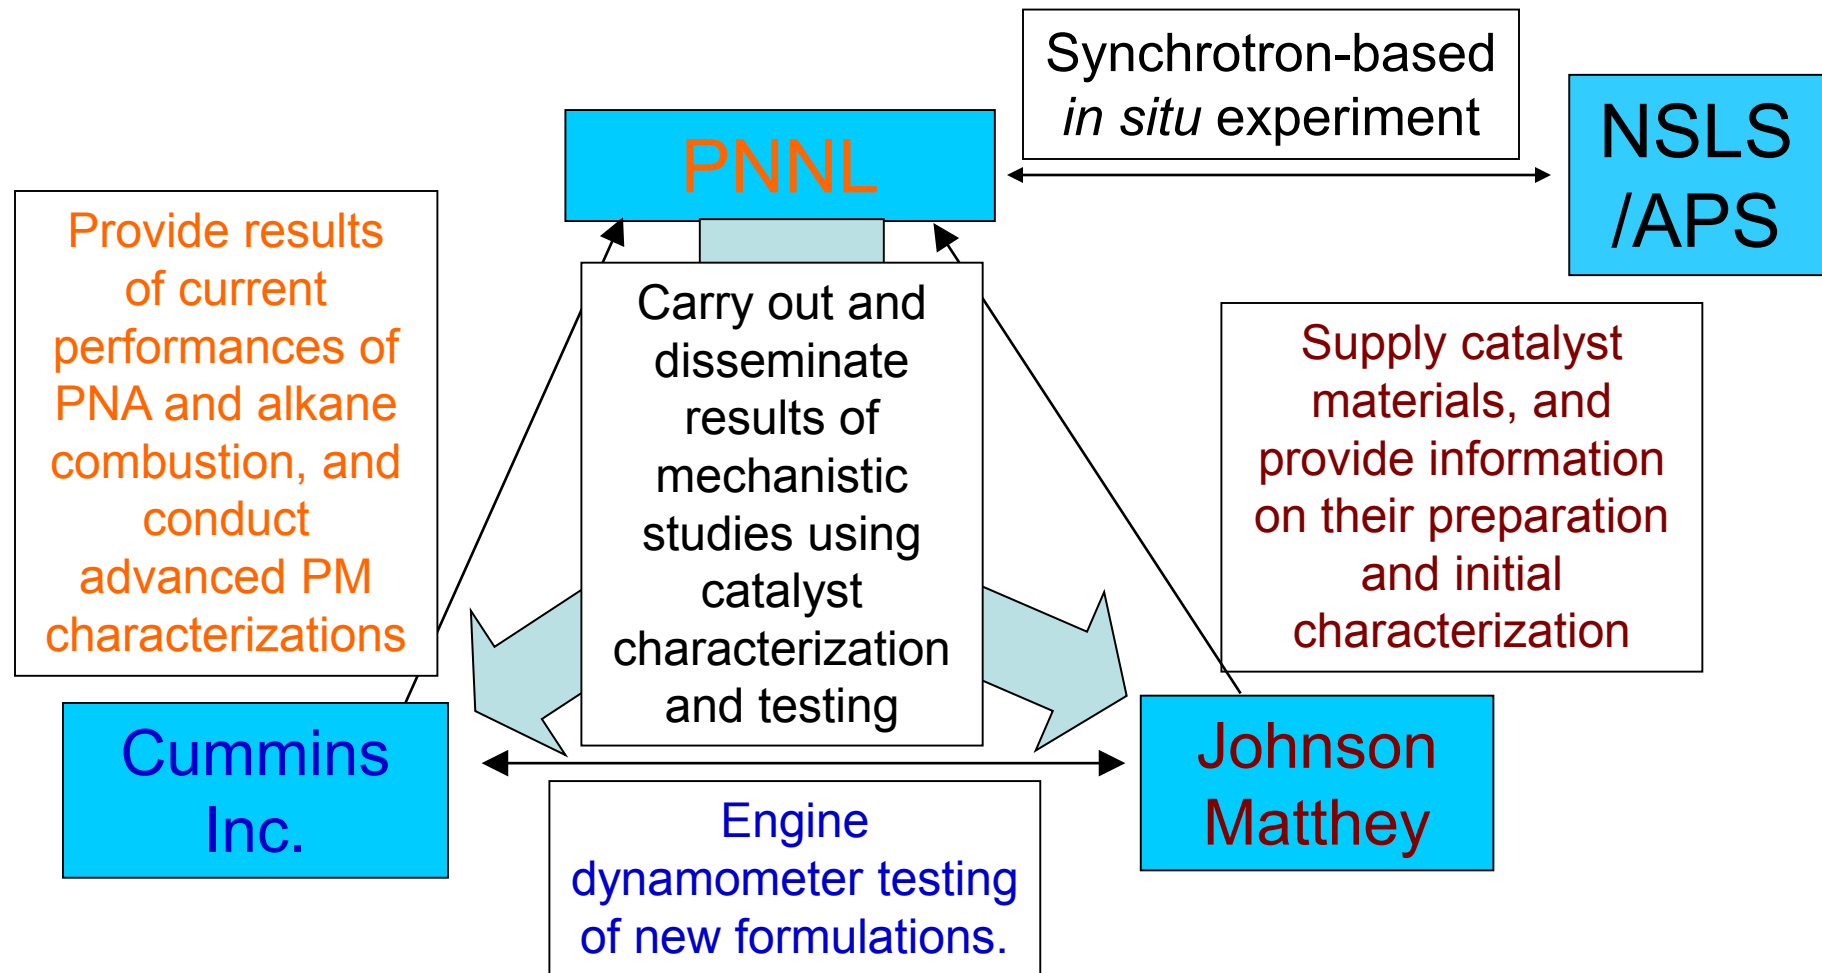 Synchrotron-based
in situ experiment
NSLS
/APS
PNNL
Provide results
of current
performances of
PNA and alkane
combustion, and
conduct
advanced PM
characterizations
Carry out and
disseminate
results of
mechanistic
studies using
catalyst
characterization
and testing
Supply catalyst
materials, and
provide information
on their preparation
and initial
characterization
Cummins
Inc.
Johnson
Matthey
Engine
dynamometer testing
of new formulations.